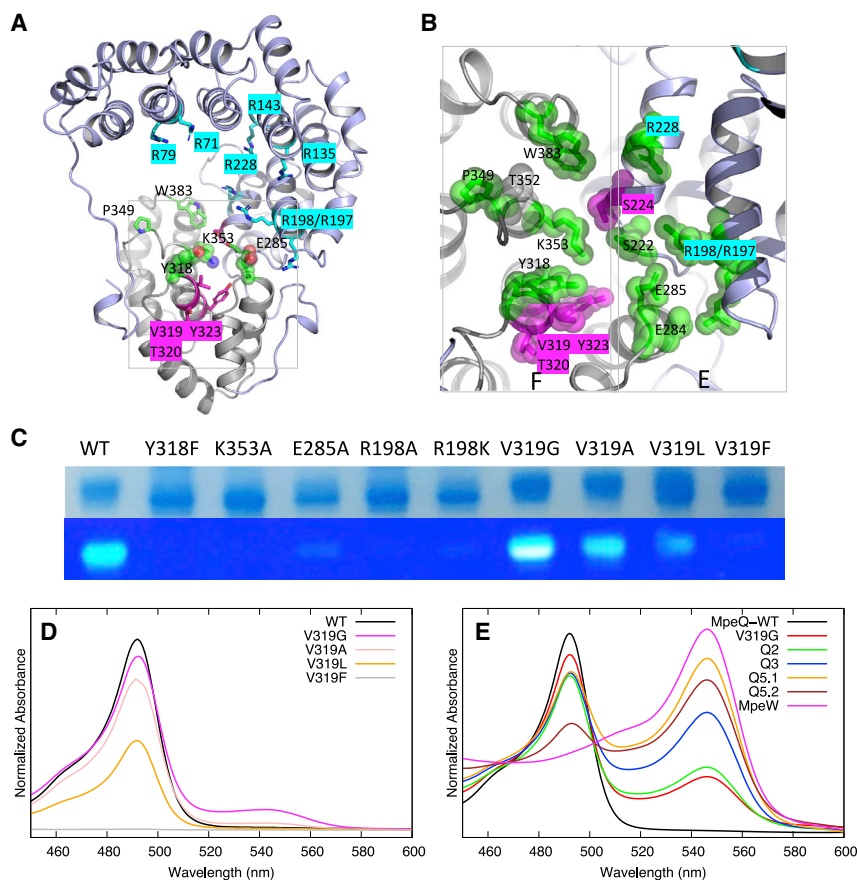 A
R143
R79
R71
R228
R135
W383
P349
R198/R197
K353
E285
Y318
V319 Y323
T320
B
R228
W383
P349
T352
S224
K353
S222
R198/R197
Y318
E285
E284
V319 Y323
T320
F
E
C
WT Y318F K353A E285A R198A R198K V319G V319A V319L V319F
D
WT
V319G
V319A
V319L
V319F
Normalized Absorbance
460 480 500 520 540 560 580 600
Wavelength (nm)
E
MpeQ-WT
V319G
Q2
Q3
Q5.1
Q5.2
MpeW
Normalized Absorbance
460 480 500 520 540 560 580 600
Wavelength (nm)